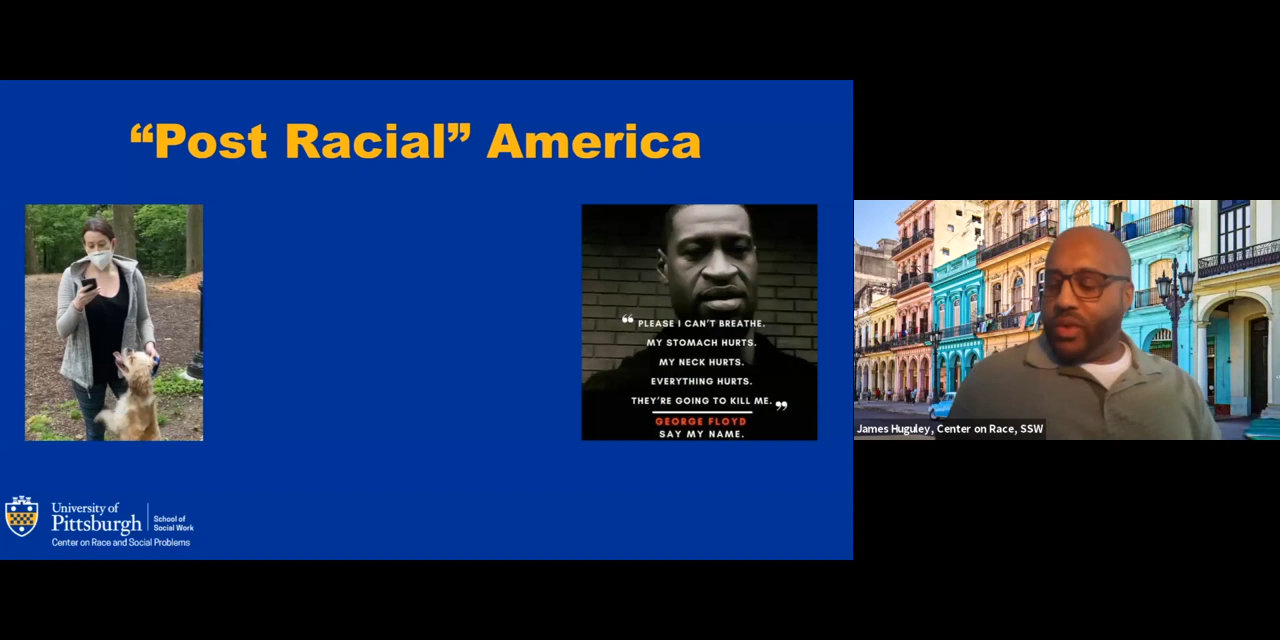 “Post Racial” America
“ PLEASE I CAN'T BREATHE.
MY STOMACH HURTS.
MY NECK HURTS.
EVERYTHING HURTS.
THEY'RE GOING TO KILL ME. ”
GEORGE FLOYD
SAY MY NAME.
University of
Pittsburgh
School of
Social Work
Center on Race and Social Problems
James Huguley, Center on Race, SSW